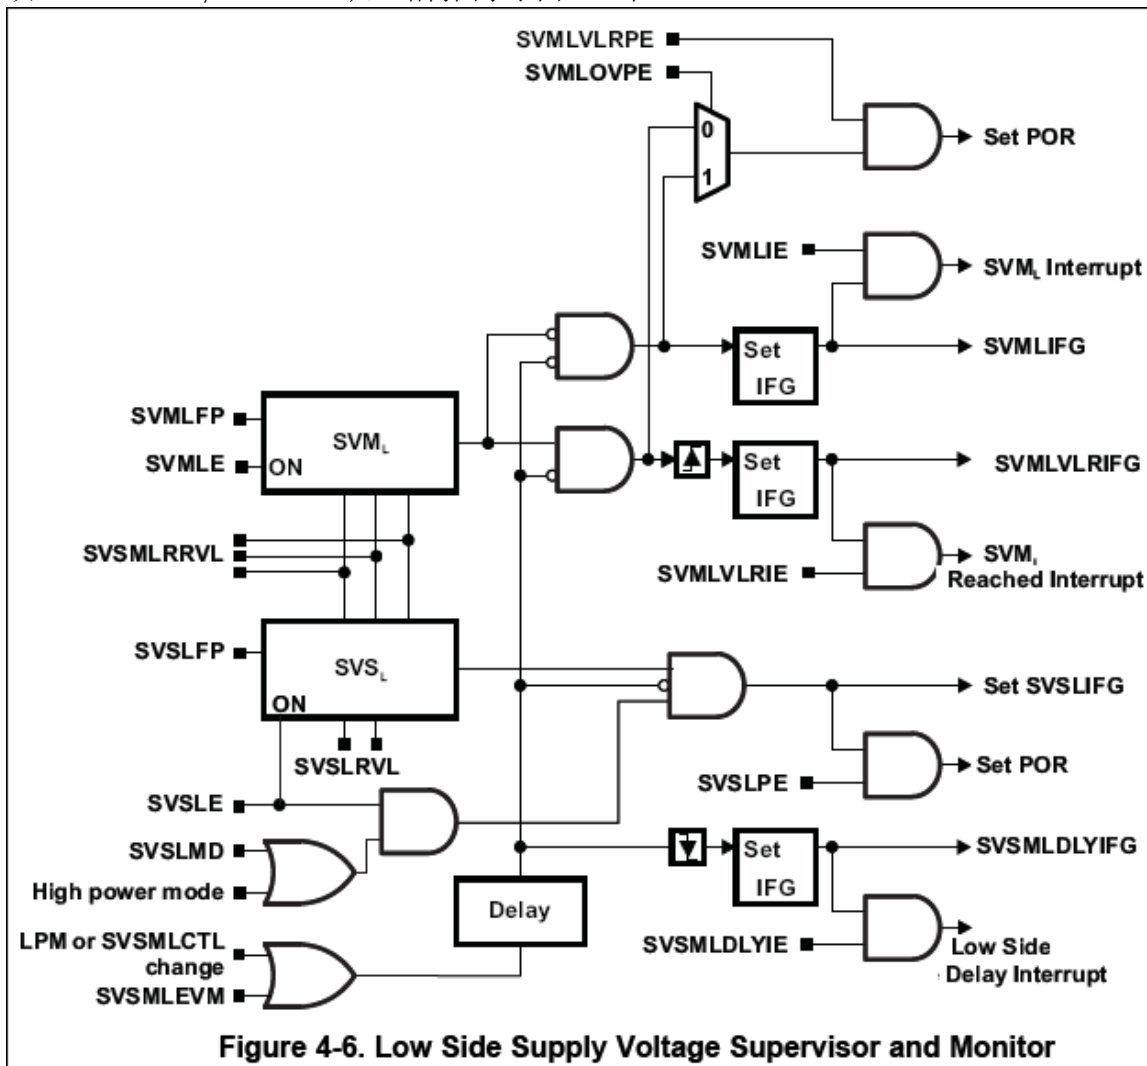 SVMLVLRPE
SVMLOVPE
0
1
Set POR
SVMLIE
SVML Interrupt
Set
IFG
SVMLIFG
SVMLFP
SVMLE
ON
SVML
Set
IFG
SVMLVLRIFG
SVSMLRRVL
SVMLVLRIE
SVML
Reached Interrupt
SVSLFP
SVSL
ON
Set SVSLIFG
SVSLRVL
SVSLPE
Set POR
SVSLE
SVSLMD
High power mode
Set
IFG
SVSMLDLYIFG
Delay
LPM or SVSMLCTL
change
SVSMLEVM
SVSMLDLYIE
Low Side
Delay Interrupt
Figure 4-6. Low Side Supply Voltage Supervisor and Monitor